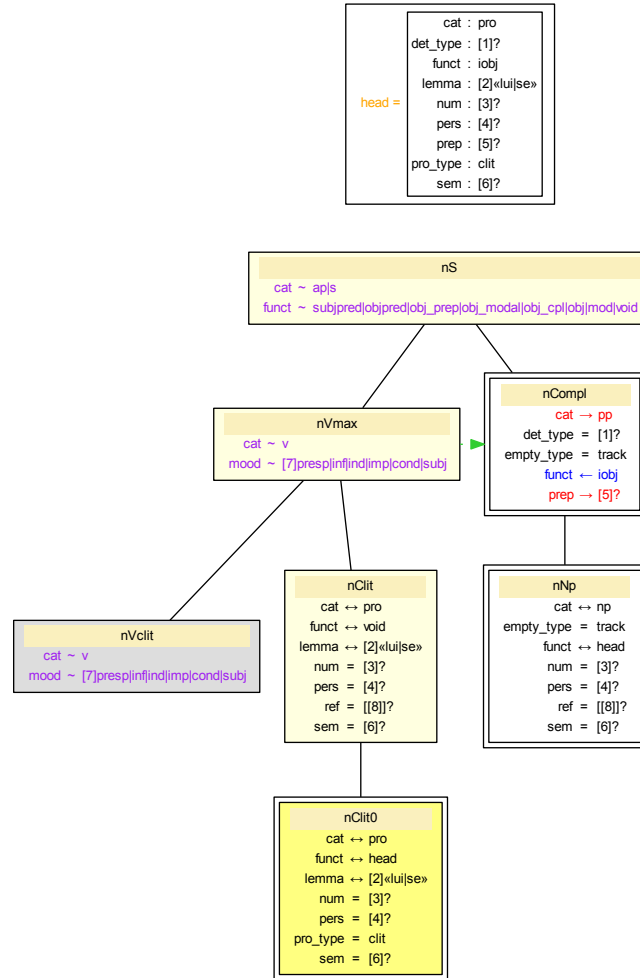 head =
cat : pro
det_type : [1]?
funct : iobj
lemma : [2]«lui|se»
num : [3]?
pers : [4]?
prep : [5]?
pro_type : clit
sem : [6]?
nS
cat ~ ap|s
funct ~ subjpred|objpred|obj_prep|obj_modal|obj_cpl|obj|mod|void
nCompl
cat → pp
det_type = [1]?
empty_type = track
funct ← iobj
prep → [5]?
nVmax
cat ~ v
mood ~ [7]presp|inf|ind|imp|cond|subj
nClit
cat ↔ pro
funct ↔ void
lemma ↔ [2]«lui|se»
num = [3]?
pers = [4]?
ref = [[8]]?
sem = [6]?
nNp
cat ↔ np
empty_type = track
funct ↔ head
num = [3]?
pers = [4]?
ref = [[8]]?
sem = [6]?
nVclit
cat ~ v
mood ~ [7]presp|inf|ind|imp|cond|subj
nClit0
cat ↔ pro
funct ↔ head
lemma ↔ [2]«lui|se»
num = [3]?
pers = [4]?
pro_type = clit
sem = [6]?